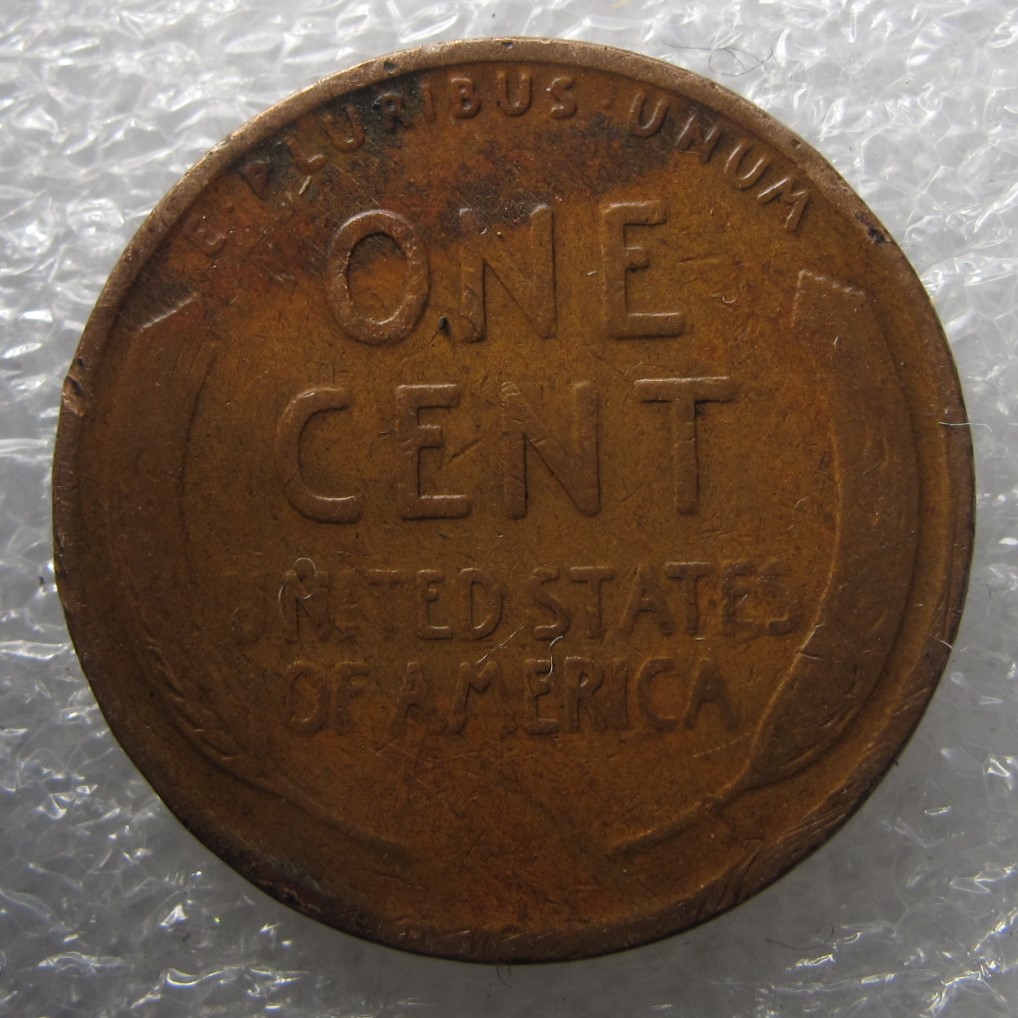 E · PLURIBUS · UNUM
ONE
CENT
UNITED STATES
OF AMERICA